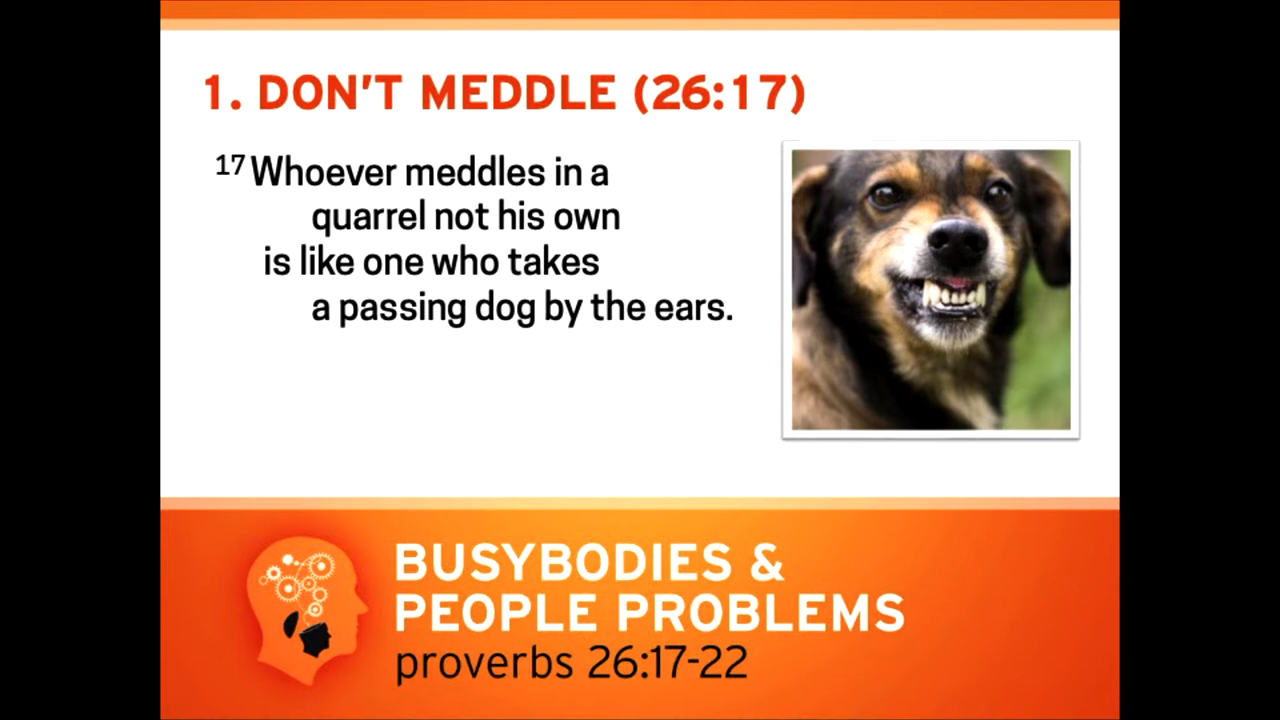 1. DON'T MEDDLE (26:17)
17 Whoever meddles in a
quarrel not his own
is like one who takes
a passing dog by the ears.
BUSYBODIES &
PEOPLE PROBLEMS
proverbs 26:17-22